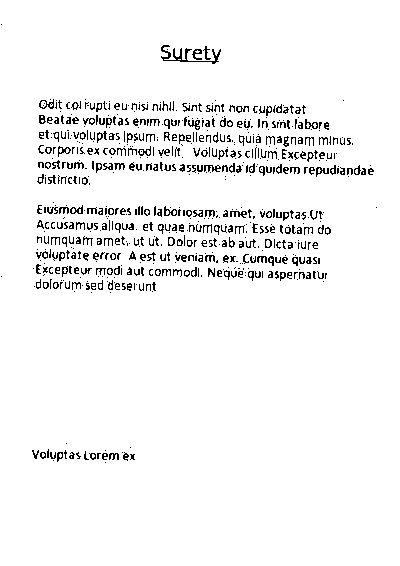 Surety
Odit corrupti eu nisi nihil. Sint sint non cupidatat
Beatae voluptas enim qui fugiat do eu. In sint labore
et qui voluptas ipsum. Repellendus, quia magnam minus.
Corporis ex commodi velit. Voluptas cillum Excepteur
nostrum. Ipsam eu natus assumenda id quidem repudiandae
distinctio.
Eiusmod maiores illo laboriosam, amet, voluptas Ut
Accusamus aliqua. et quae numquam. Esse totam do
numquam amet, ut ut. Dolor est ab aut. Dicta iure
voluptate error A est ut veniam, ex. Cumque quasi
Excepteur modi aut commodi. Neque qui aspernatur
dolorum sed deserunt
Voluptas Lorem ex